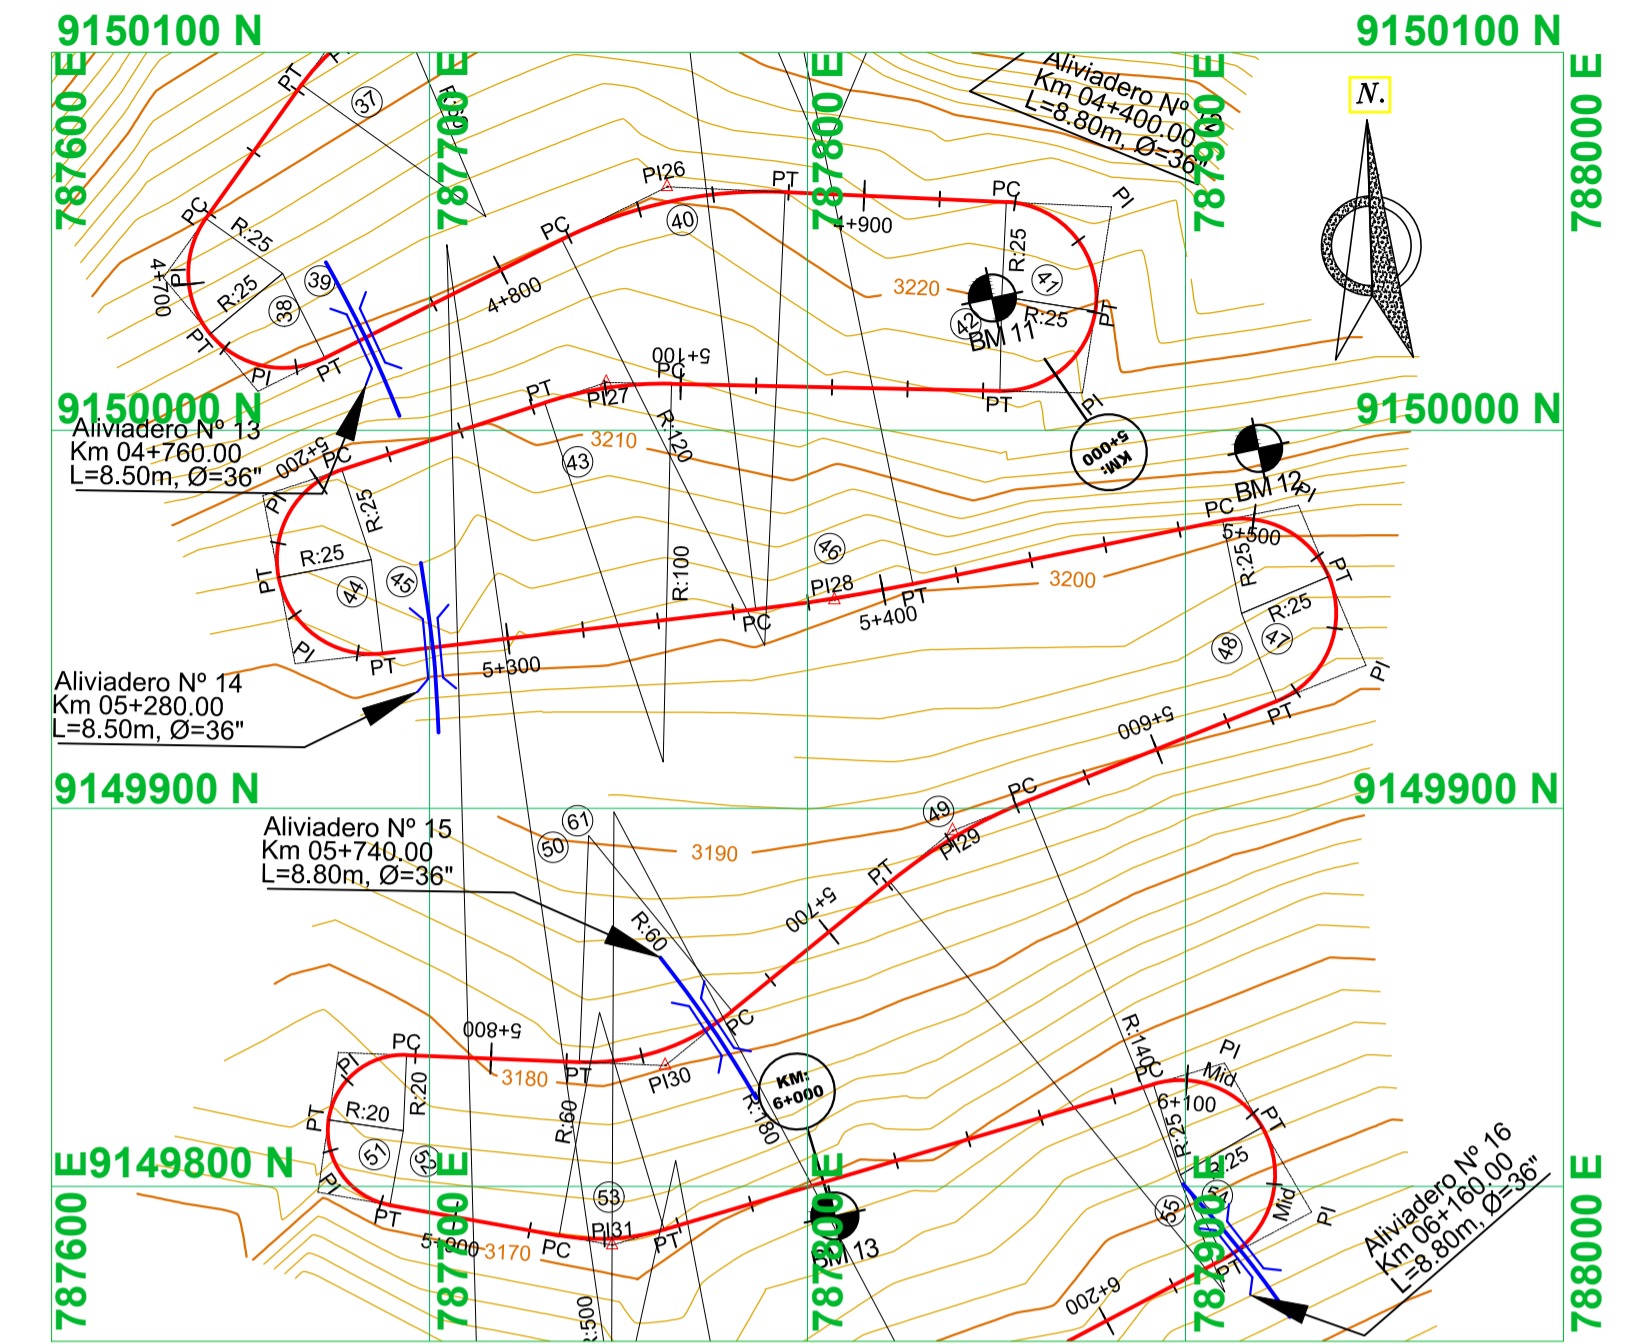 9150100 N
9150100 N
787600 E
787700 E
787800 E
787900 E
788000 E
N.
Aliviadero Nº 12
Km 04+400.00
L=8.80m, Ø=36"
PT
37
PI26
PT
PC
PI
PC
R:25
PC
40
4+900
R:25
41
4+700
PI
R:25
38
39
4+800
3220
42
R:25
PT
BM 11
PT
PI
PT
5+100
PC
PT
PI27
PT
PI
9150000 N
9150000 N
Aliviadero Nº 13
Km 04+760.00
L=8.50m, Ø=36"
5+200
PC
3210
43
R:120
KM:
5+000
BM 12
PI
PI
R:25
PC
5+500
R:25
PT
R:25
PT
44
45
46
R:100
PI28
3200
R:25
PT
5+400
PC
48
47
PI
PT
5+300
PI
PT
Aliviadero Nº 14
Km 05+280.00
L=8.50m, Ø=36"
5+600
9149900 N
9149900 N
PC
49
PI29
61
50
3190
PT
Aliviadero Nº 15
Km 05+740.00
L=8.80m, Ø=36"
5+700
R:60
PC
5+800
PC
PI
PT
3180
PI30
R:20
R:20
PT
R:60
KM:
6+000
R:180
R:140
PC
PI
Mid
6+100
PT
R:25
R:25
51
52
PI
PT
9149800 N
53
PI31
PT
PC
5+900
3170
BM 13
54
55
Mid
PI
PT
6+200
Aliviadero Nº 16
Km 06+160.00
L=8.80m, Ø=36"
787600 E
787700 E
787800 E
787900 E
788000 E